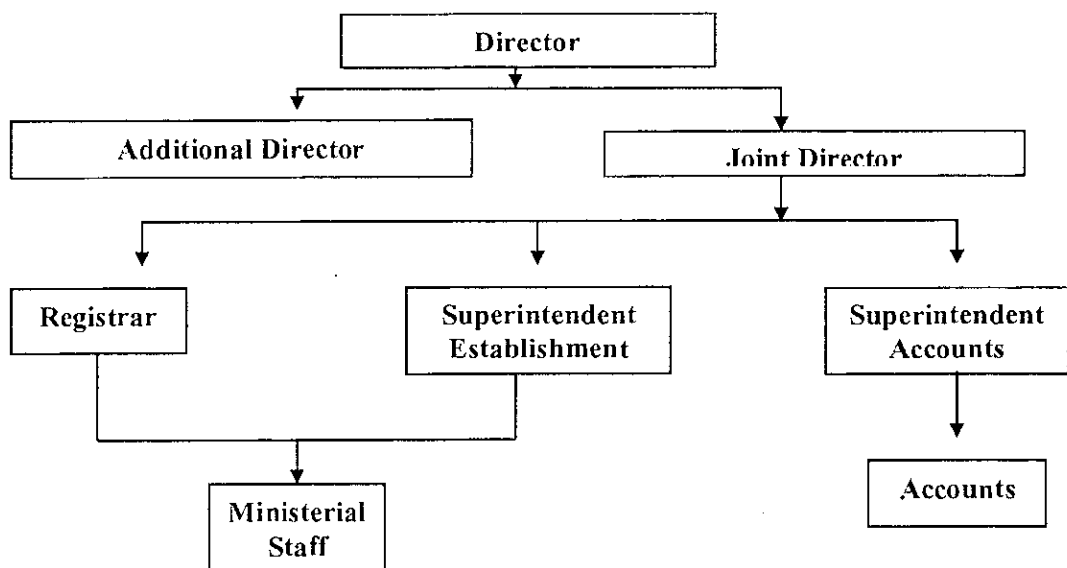 Director
Additional Director
Joint Director
Registrar
Superintendent
Establishment
Superintendent
Accounts
Accounts
Ministerial
Staff